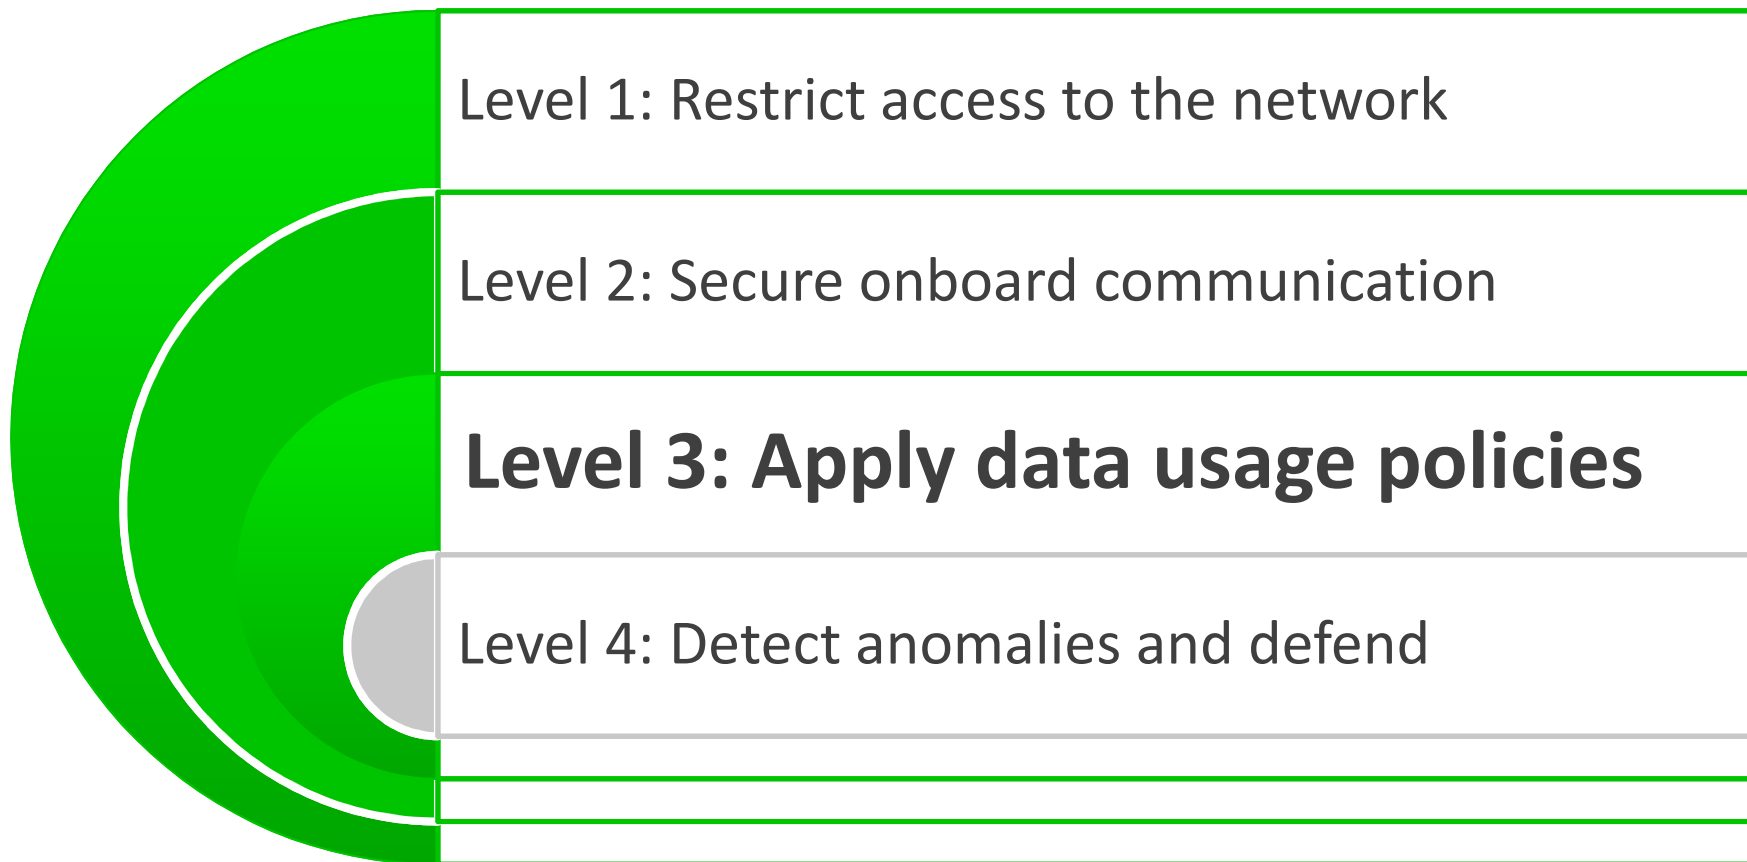 Level 1: Restrict access to the network
Level 2: Secure onboard communication
Level 3: Apply data usage policies
Level 4: Detect anomalies and defend